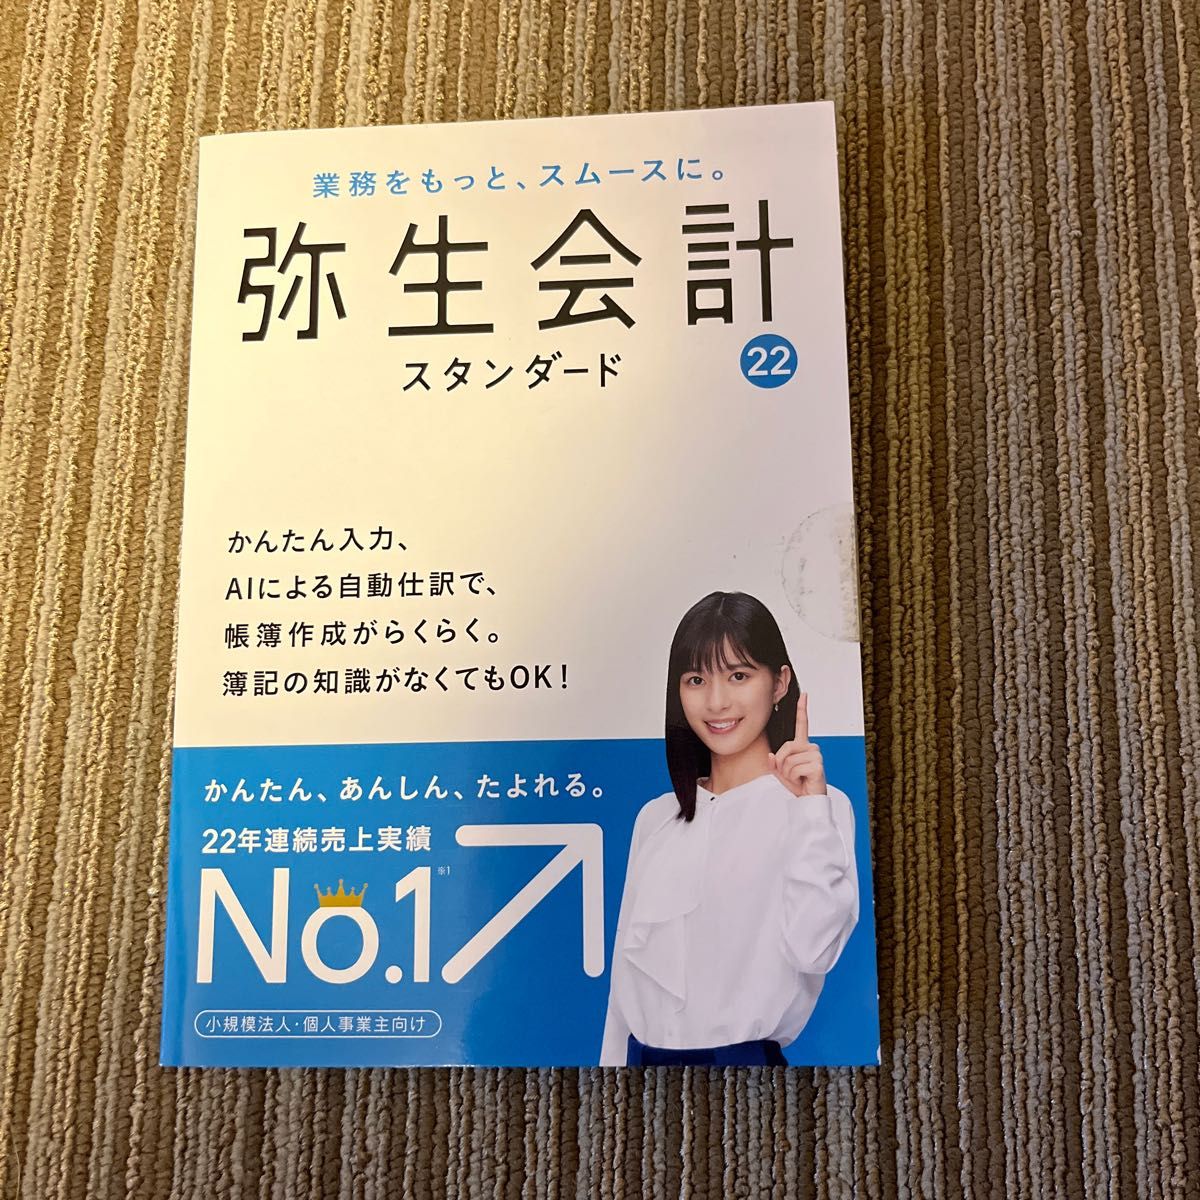 業務をもっと、スムースに。
弥生会計
スタンダード
22
かんたん入力、
AIによる自動仕訳で、
帳簿作成がらくらく。
簿記の知識がなくてもOK！
かんたん、あんしん、たよれる。
22年連続売上実績
No.1※1
小規模法人・個人事業主向け